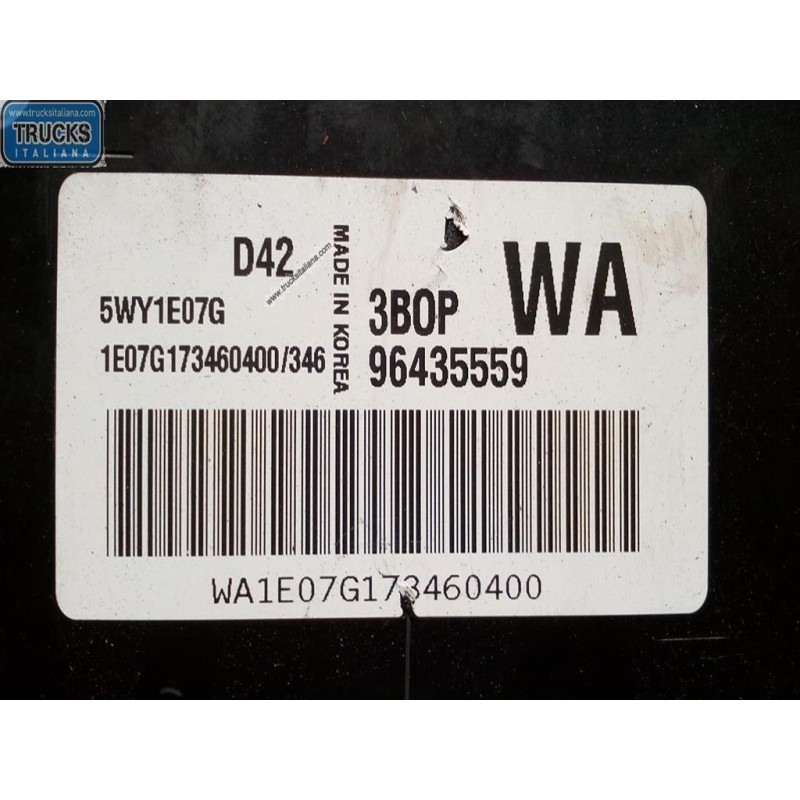 www.trucksitaliana.com
TRUCKS
ITALIANA
D42
www.trucksitaliana.com
MADE IN KOREA
WA
5WY1E07G
3BOP
1E07G173460400/346
96435559
WA1E07G173460400